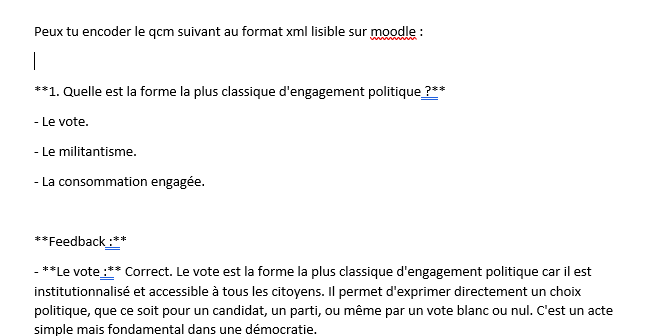 Peux tu encoder le qcm suivant au format xml lisible sur moodle :
**1. Quelle est la forme la plus classique d'engagement politique ?**
- Le vote.
- Le militantisme.
- La consommation engagée.
**Feedback :**
- **Le vote :** Correct. Le vote est la forme la plus classique d'engagement politique car il est
institutionnalisé et accessible à tous les citoyens. Il permet d'exprimer directement un choix
politique, que ce soit pour un candidat, un parti, ou même par un vote blanc ou nul. C'est un acte
simple mais fondamental dans une démocratie.